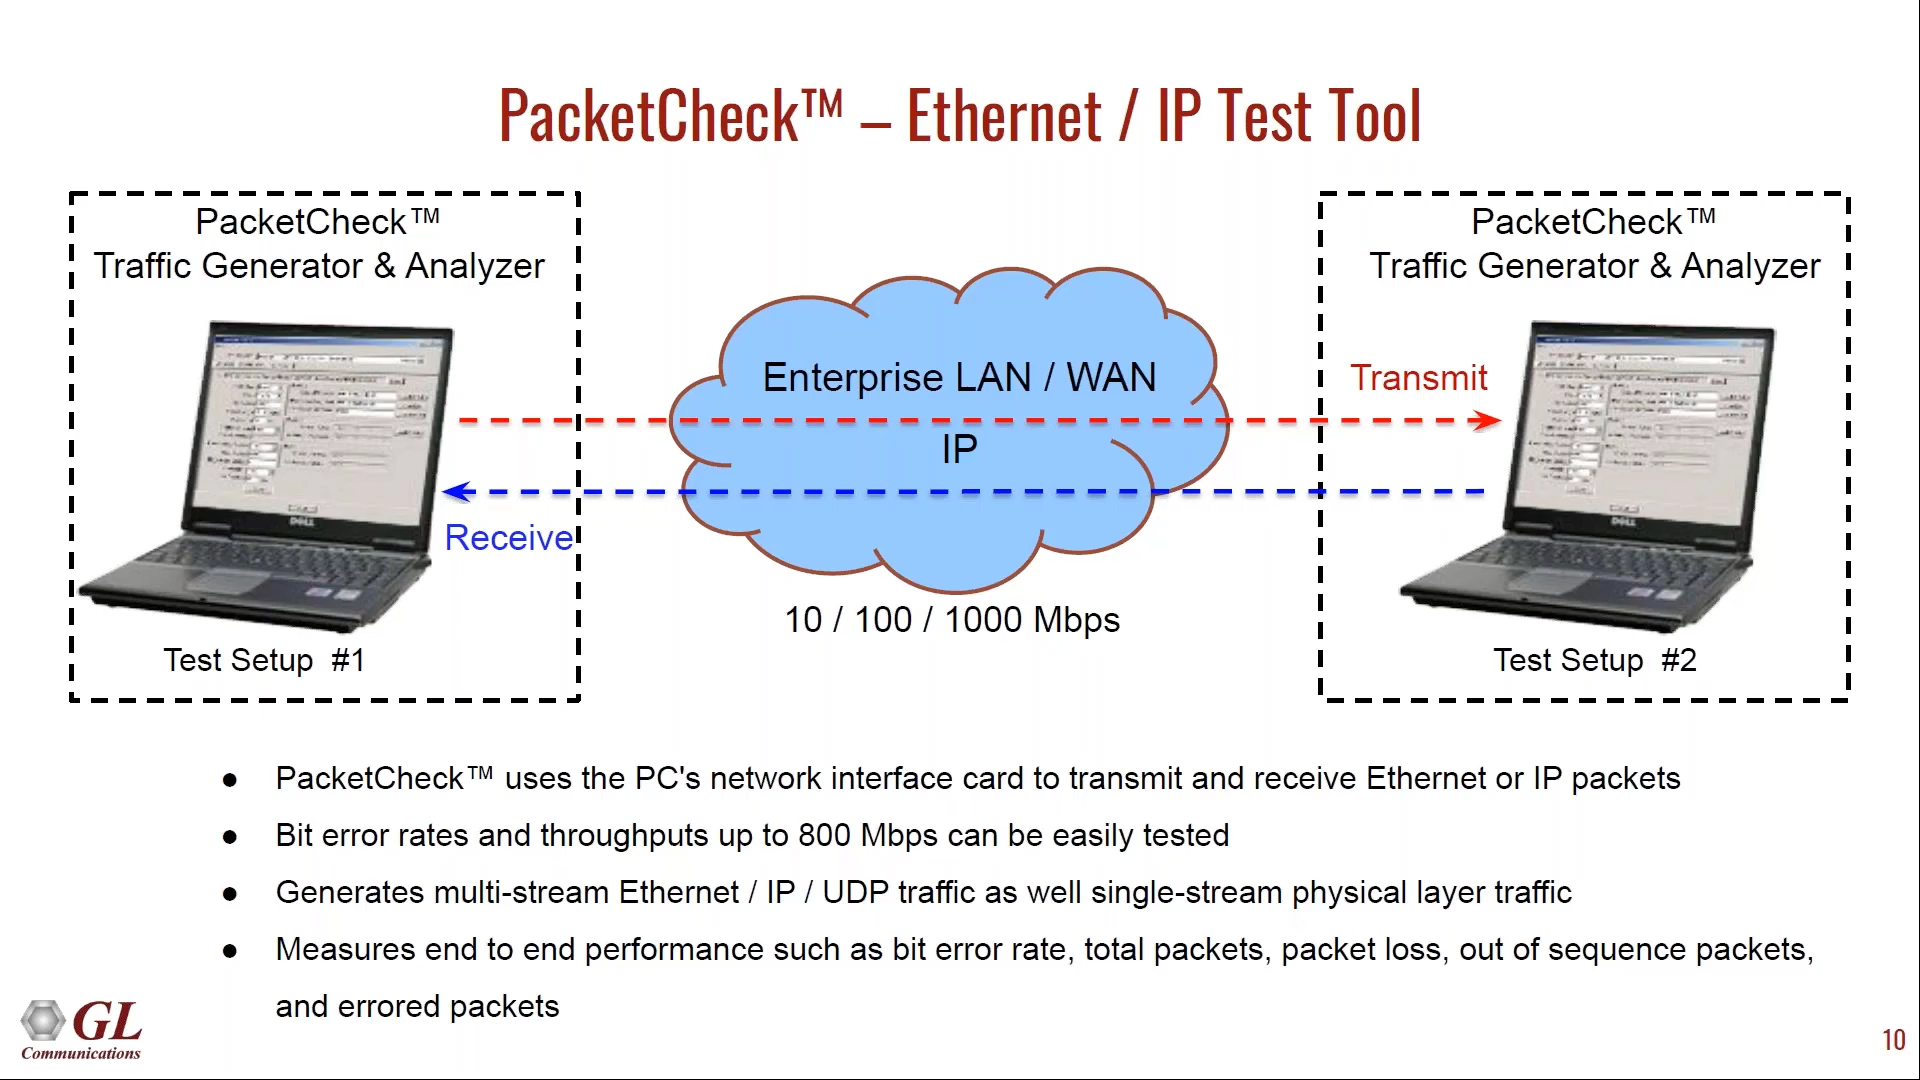 PacketCheck™ – Ethernet / IP Test Tool
PacketCheck™
Traffic Generator & Analyzer
PacketCheck™
Traffic Generator & Analyzer
Enterprise LAN / WAN
Transmit
IP
Receive
DELL
DELL
10 / 100 / 1000 Mbps
Test Setup #1
Test Setup #2
● PacketCheck™ uses the PC's network interface card to transmit and receive Ethernet or IP packets
● Bit error rates and throughputs up to 800 Mbps can be easily tested
● Generates multi-stream Ethernet / IP / UDP traffic as well single-stream physical layer traffic
● Measures end to end performance such as bit error rate, total packets, packet loss, out of sequence packets,
and errored packets
GL
Communications
10